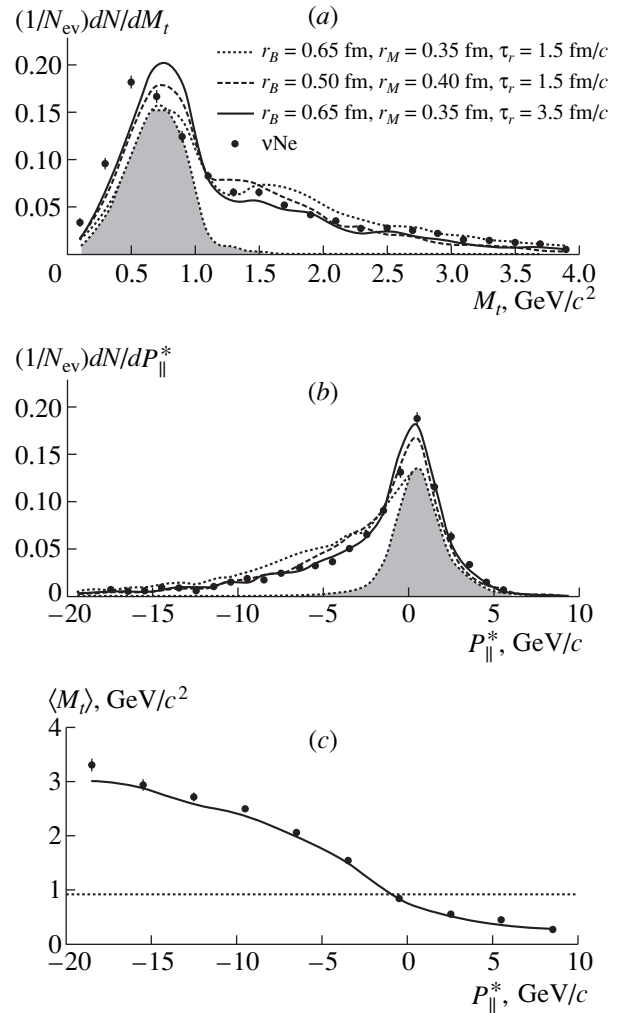 (1/N_ev)dN/dM_t (a)
r_B = 0.65 fm, r_M = 0.35 fm, τ_r = 1.5 fm/c
r_B = 0.50 fm, r_M = 0.40 fm, τ_r = 1.5 fm/c
r_B = 0.65 fm, r_M = 0.35 fm, τ_r = 3.5 fm/c
νNe
0.20
0.15
0.10
0.05
0 0.5 1.0 1.5 2.0 2.5 3.0 3.5 4.0
M_t, GeV/c^2
(1/N_ev)dN/dP_∥^*
(b)
0.20
0.15
0.10
0.05
0
−20 −15 −10 −5 0 5 10
P_∥^*, GeV/c
⟨M_t⟩, GeV/c^2
(c)
4
3
2
1
0
−20 −15 −10 −5 0 5 10
P_∥^*, GeV/c